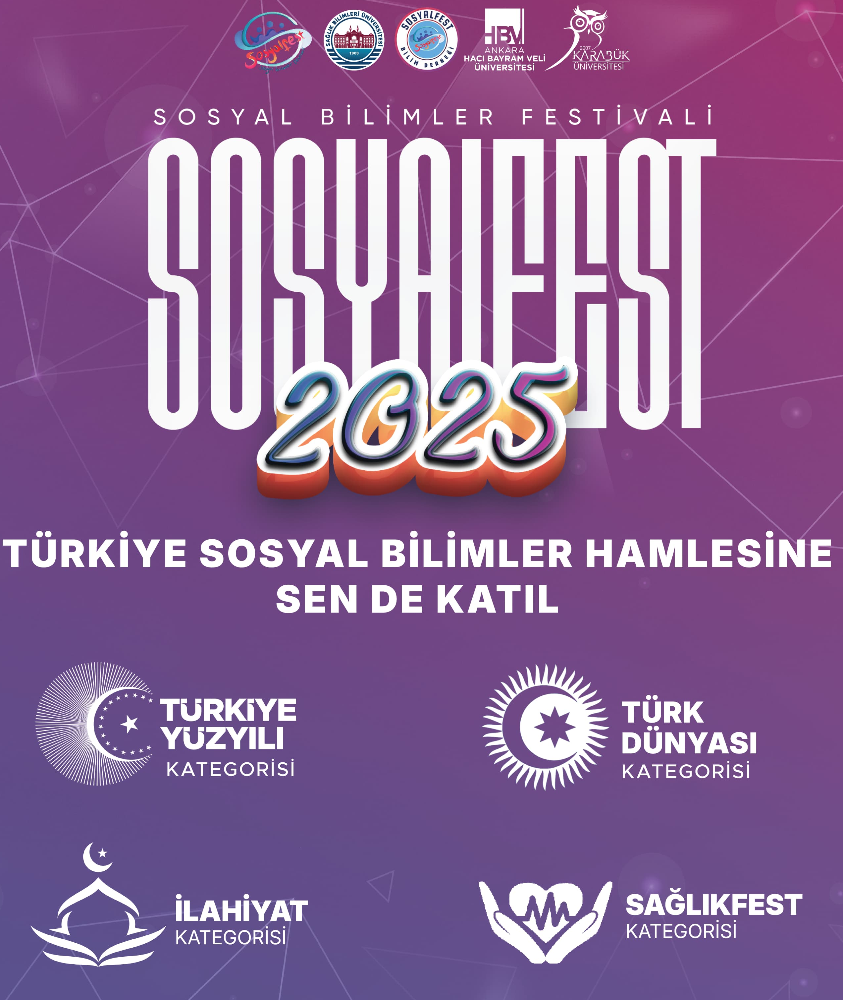 Sosyalfest
SAĞLIK BİLİMLERİ ÜNİVERSİTESİ
1903
SOSYALFEST
Sosyalfest
BİLİM DERNEĞİ
HBV
ANKARA
HACI BAYRAM VELİ
ÜNİVERSİTESİ
2007
KARABÜK
ÜNİVERSİTESİ
SOSYAL BİLİMLER FESTİVALİ
SOSYALFEST
2025
TÜRKİYE SOSYAL BİLİMLER HAMLESİNE
SEN DE KATIL
TÜRKİYE
YÜZYILI
KATEGORİSİ
TÜRK
DÜNYASI
KATEGORİSİ
İLAHİYAT
KATEGORİSİ
SAĞLIKFEST
KATEGORİSİ